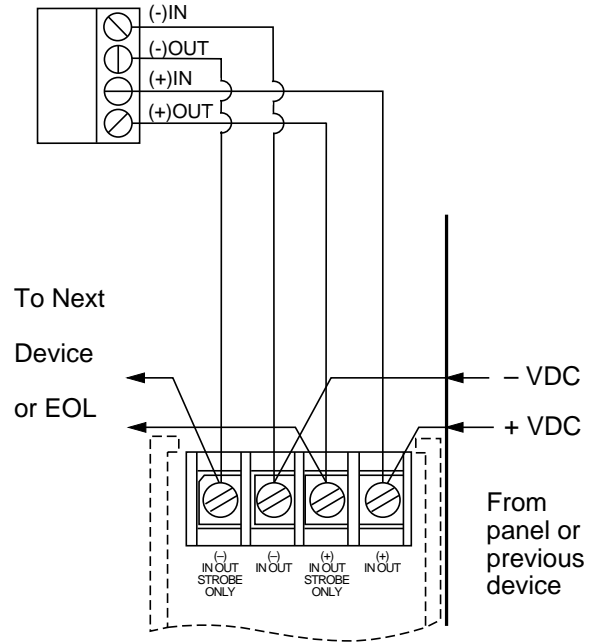 (-)IN
(-)OUT
(+)IN
(+)OUT
To Next
Device
or EOL
– VDC
+ VDC
From
panel or
previous
device
(–)
IN OUT
STROBE
ONLY
(–)
IN OUT
(+)
IN OUT
STROBE
ONLY
(+)
IN OUT